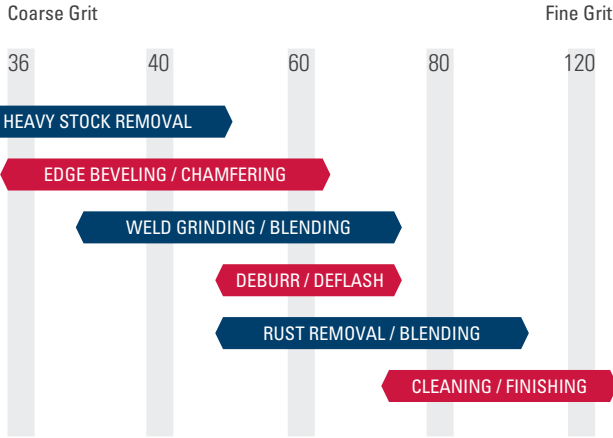 Coarse Grit Fine Grit
36 40 60 80 120
HEAVY STOCK REMOVAL
EDGE BEVELING / CHAMFERING
WELD GRINDING / BLENDING
DEBURR / DEFLASH
RUST REMOVAL / BLENDING
CLEANING / FINISHING